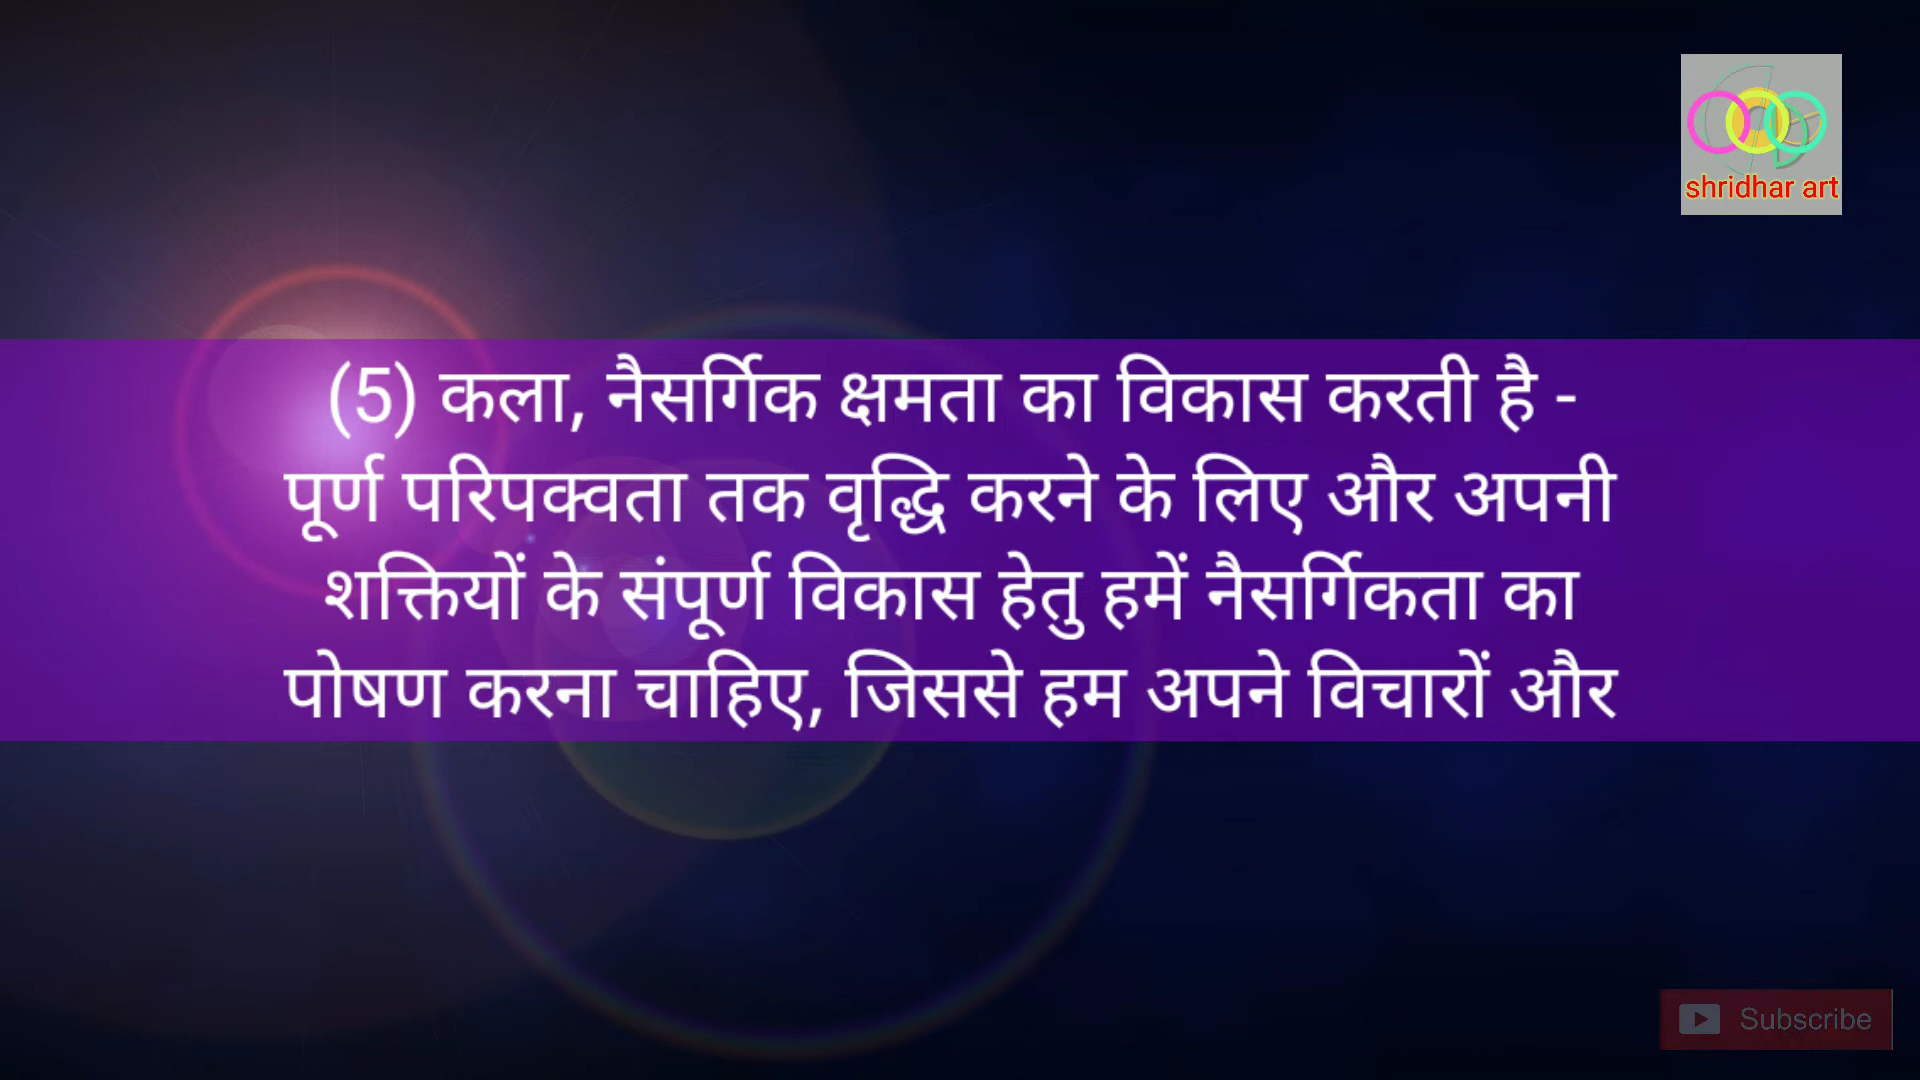 shridhar art
(5) कला, नैसर्गिक क्षमता का विकास करती है -
पूर्ण परिपक्वता तक वृद्धि करने के लिए और अपनी
शक्तियों के संपूर्ण विकास हेतु हमें नैसर्गिकता का
पोषण करना चाहिए, जिससे हम अपने विचारों और
Subscribe